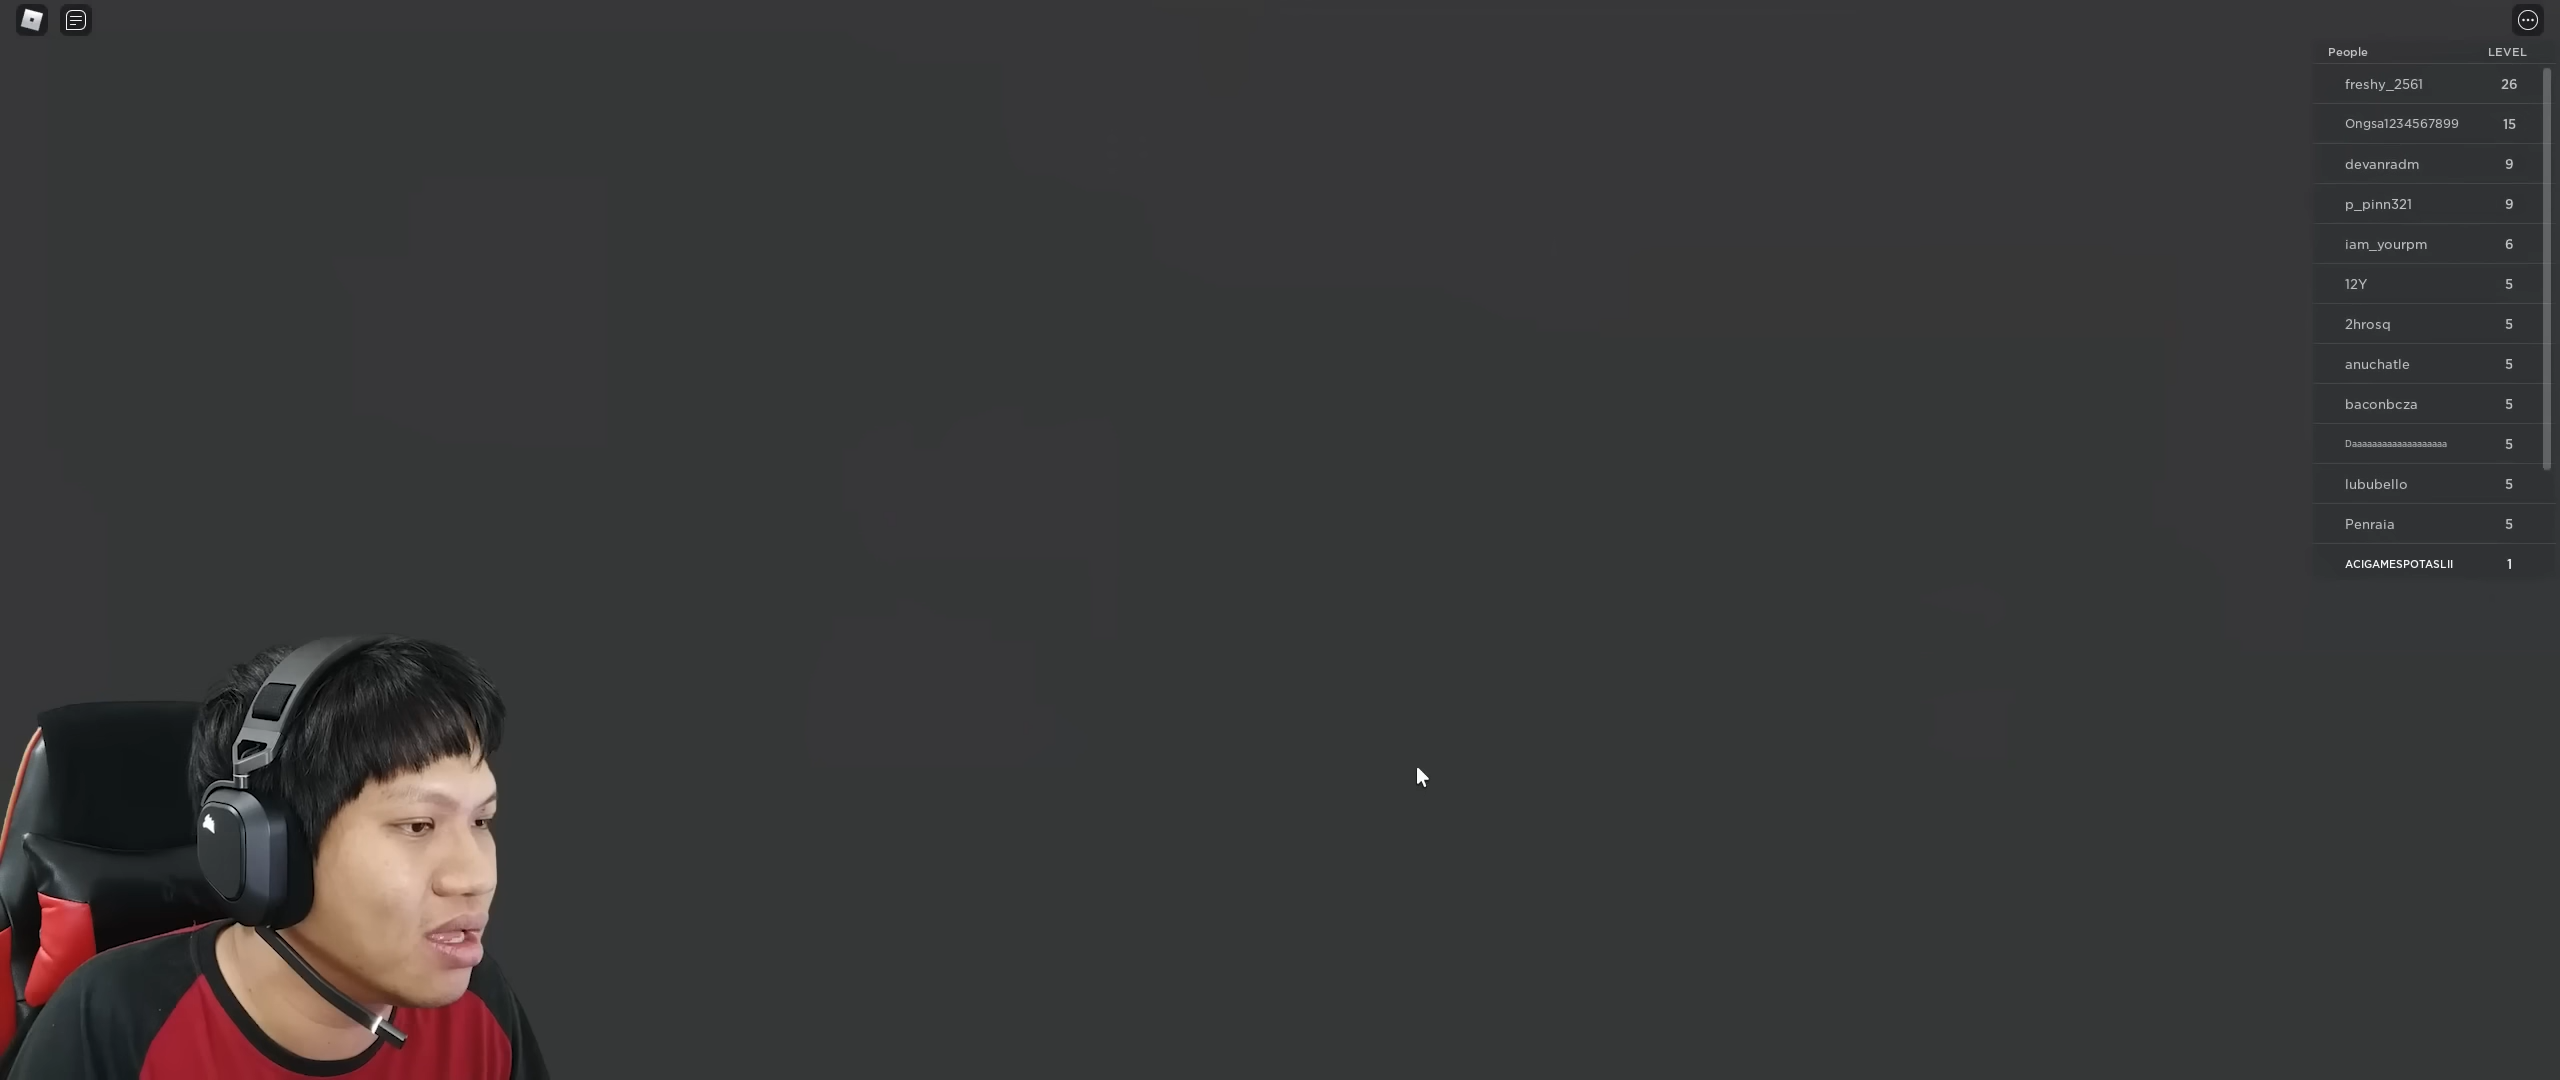 People LEVEL
freshy_2561 26
Ongsa1234567899 15
devanradm 9
p_pinn321 9
iam_yourpm 6
12Y 5
2hrosq 5
anuchatle 5
baconbcza 5
lububello 5
Penraia 5
ACIGAMESPOTASLII 1